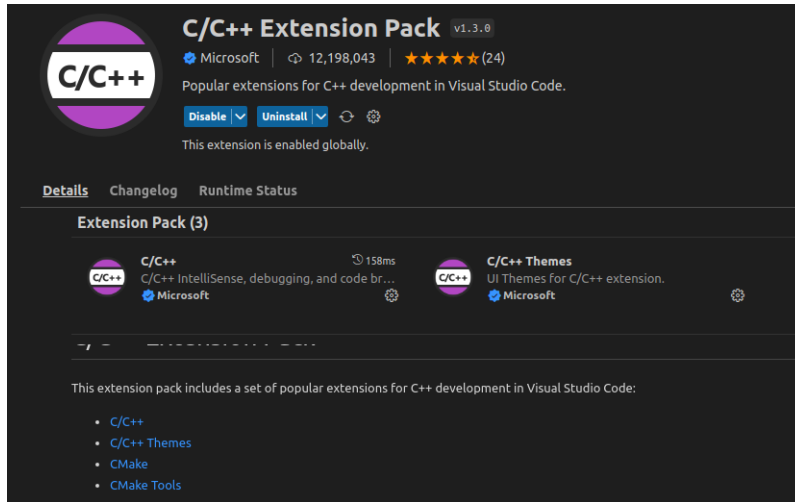 C/C++ Extension Pack v1.3.0
Microsoft 12,198,043 (24)
Popular extensions for C++ development in Visual Studio Code.
Disable Uninstall
This extension is enabled globally.
C/C++
Details Changelog Runtime Status
Extension Pack (3)
C/C++ 158ms
C/C++ IntelliSense, debugging, and code br...
Microsoft
C/C++
C/C++ Themes
UI Themes for C/C++ extension.
Microsoft
C/C++
This extension pack includes a set of popular extensions for C++ development in Visual Studio Code:
• C/C++
• C/C++ Themes
• CMake
• CMake Tools